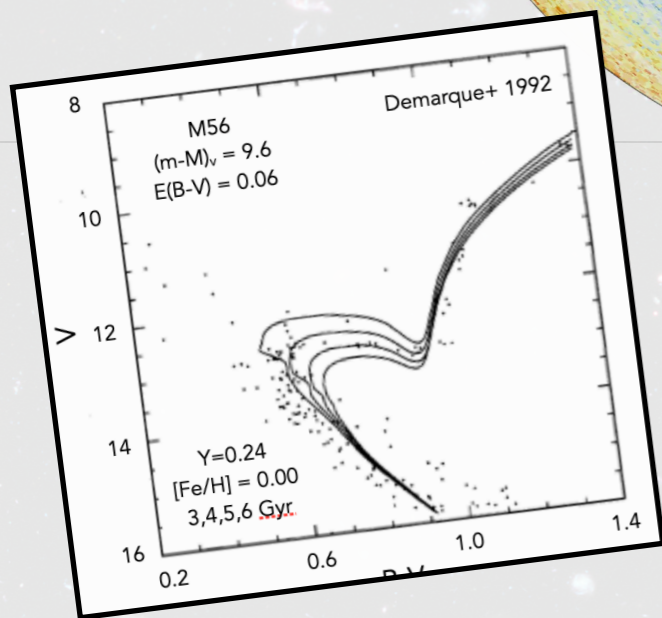 8
Demarque+ 1992
M56
(m-M)v = 9.6
E(B-V) = 0.06
10
V
12
14
Y=0.24
[Fe/H] = 0.00
3,4,5,6 Gyr
16
0.2
0.6
1.0
1.4